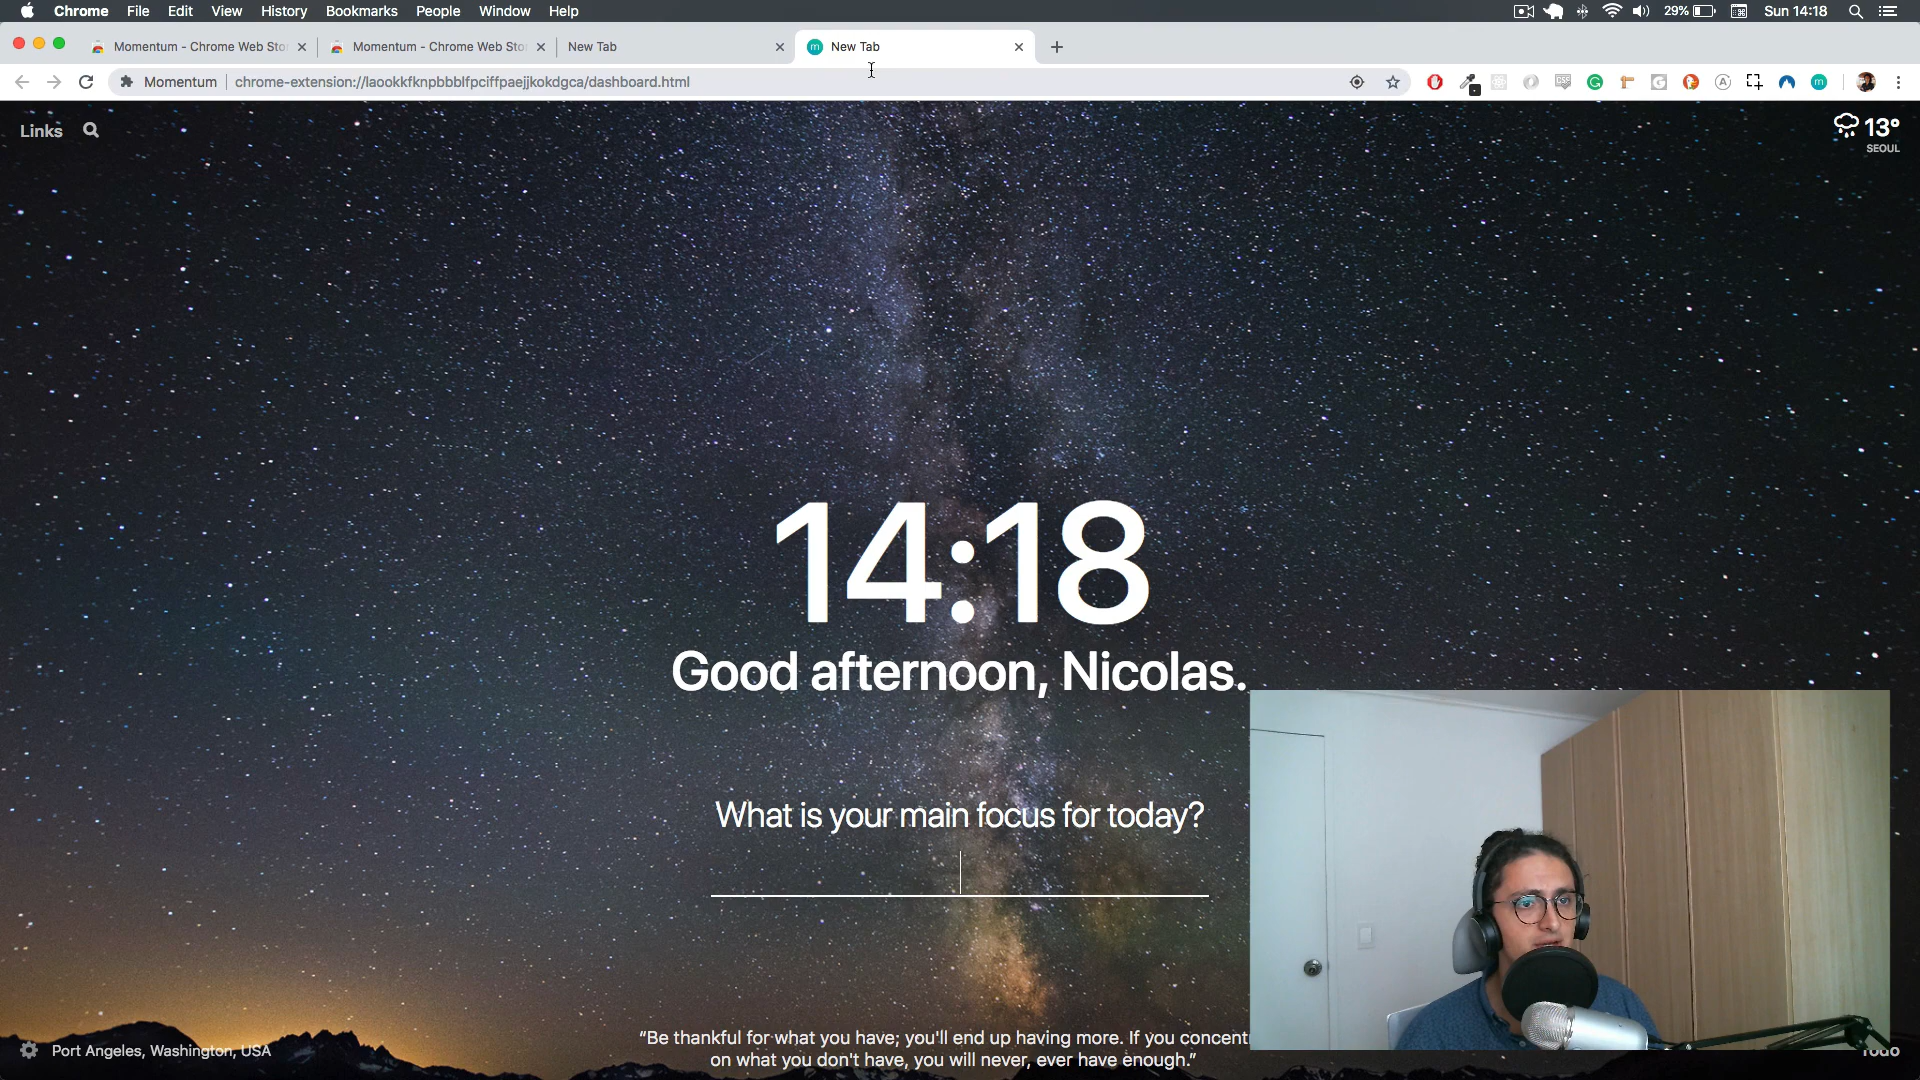 Chrome File Edit View History Bookmarks People Window Help 29% Sun 14:18
Momentum - Chrome Web Sto Momentum - Chrome Web Sto New Tab New Tab
Momentum chrome-extension://laookkfknpbbblfpciffpaejjkokdgca/dashboard.html
Links 13°
SEOUL
14:18
Good afternoon, Nicolas.
What is your main focus for today?
“Be thankful for what you have; you'll end up having more. If you concent
on what you don't have, you will never, ever have enough.”
Port Angeles, Washington, USA
Todo